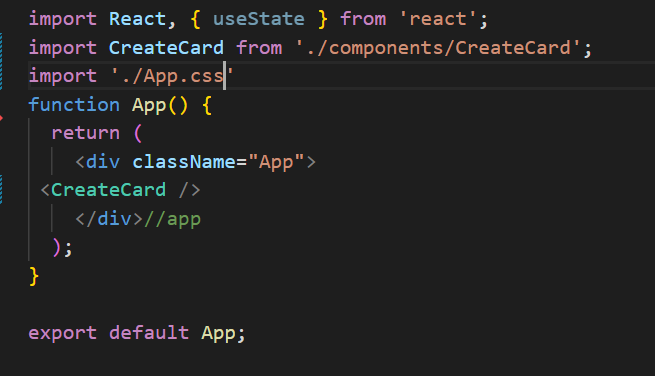 import React, { useState } from 'react';
import CreateCard from './components/CreateCard';
import './App.css'
function App() {
  return (
    <div className="App">
 <CreateCard />
    </div>//app
  );
}

export default App;